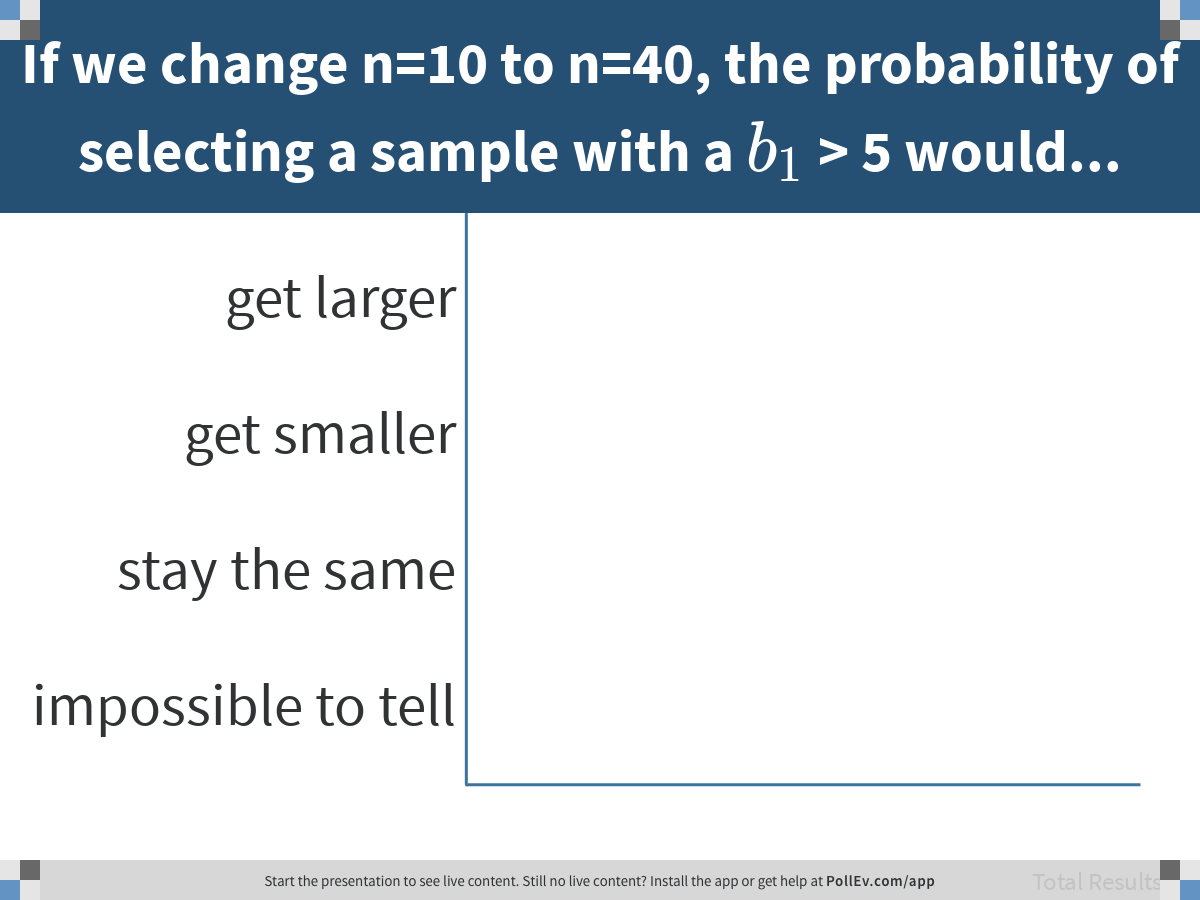 If we change n=10 to n=40, the probability of
selecting a sample with a b₁ > 5 would...
get larger
get smaller
stay the same
impossible to tell
Start the presentation to see live content. Still no live content? Install the app or get help at PollEv.com/app
Total Results